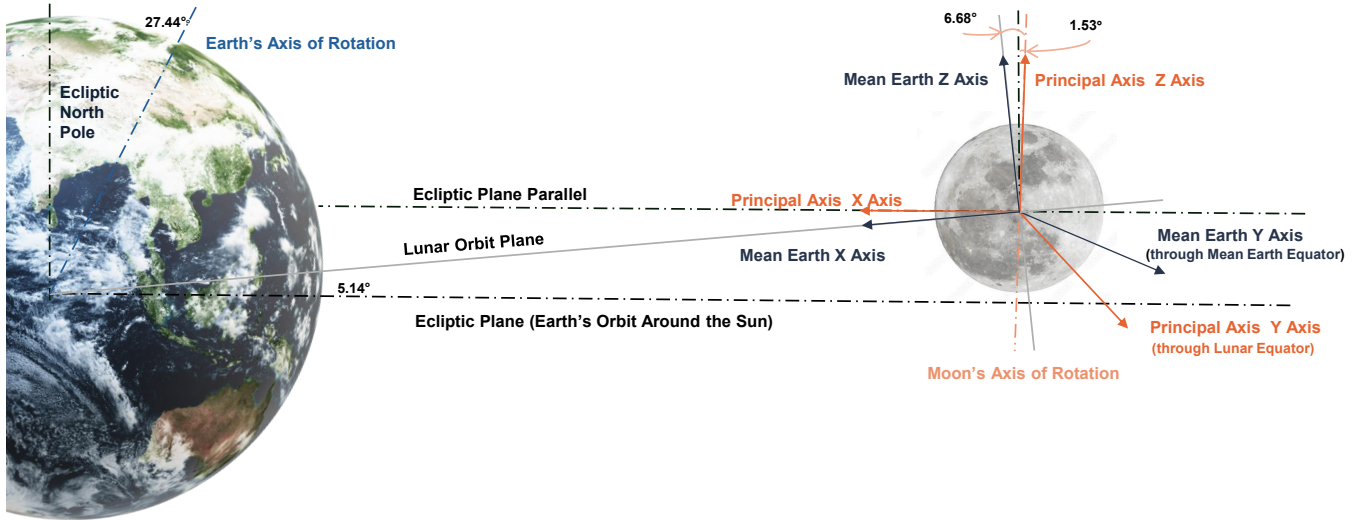 27.44°
Earth's Axis of Rotation
Ecliptic
North
Pole
Ecliptic Plane Parallel
Lunar Orbit Plane
5.14°
Ecliptic Plane (Earth's Orbit Around the Sun)
6.68°
1.53°
Mean Earth Z Axis
Principal Axis Z Axis
Principal Axis X Axis
Mean Earth X Axis
Mean Earth Y Axis
(through Mean Earth Equator)
Principal Axis Y Axis
(through Lunar Equator)
Moon's Axis of Rotation